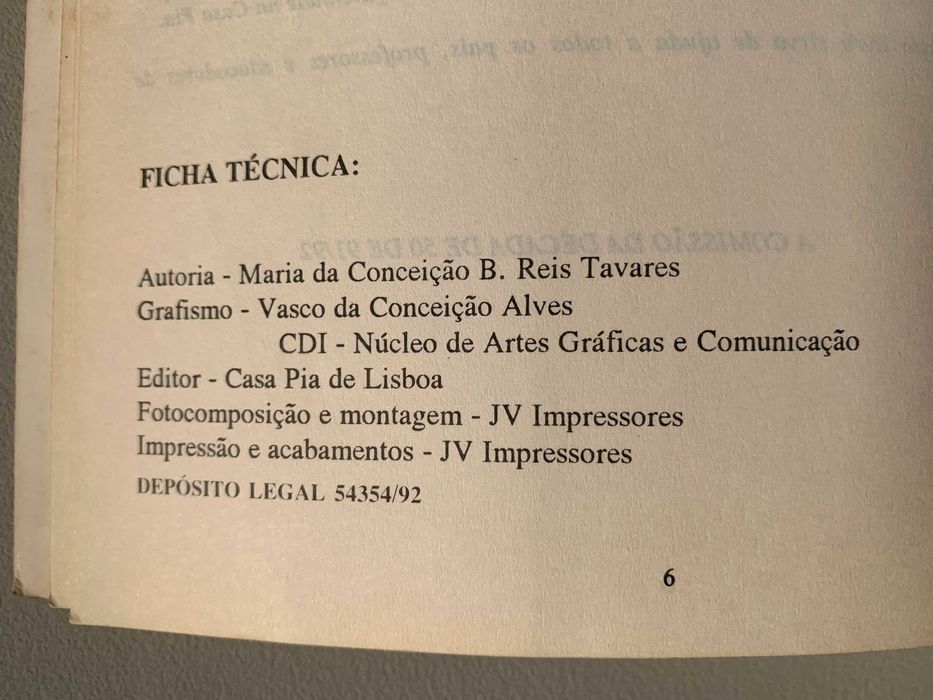 FICHA TÉCNICA:
Autoria - Maria da Conceição B. Reis Tavares
Grafismo - Vasco da Conceição Alves
CDI - Núcleo de Artes Gráficas e Comunicação
Editor - Casa Pia de Lisboa
Fotocomposição e montagem - JV Impressores
Impressão e acabamentos - JV Impressores
DEPÓSITO LEGAL 54354/92
6